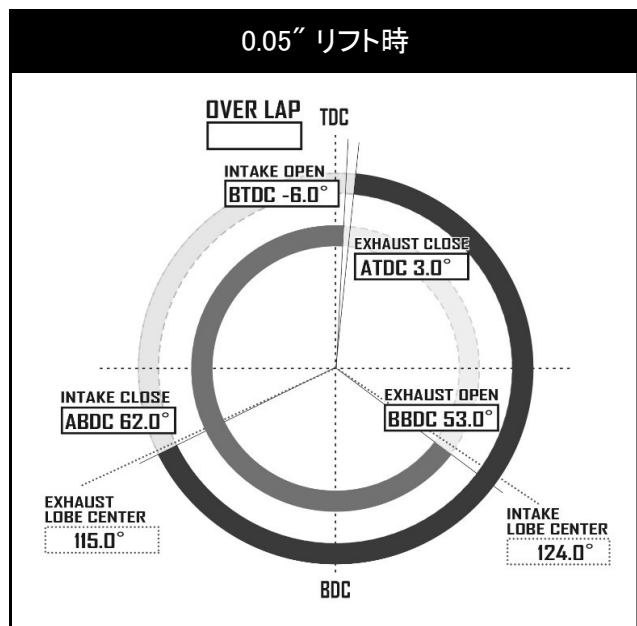 0.05″ リフト時
OVER LAP
TDC
INTAKE OPEN
BTDC -6.0°
EXHAUST CLOSE
ATDC 3.0°
INTAKE CLOSE
ABDC 62.0°
EXHAUST OPEN
BBDC 53.0°
EXHAUST
LOBE CENTER
115.0°
INTAKE
LOBE CENTER
124.0°
BDC